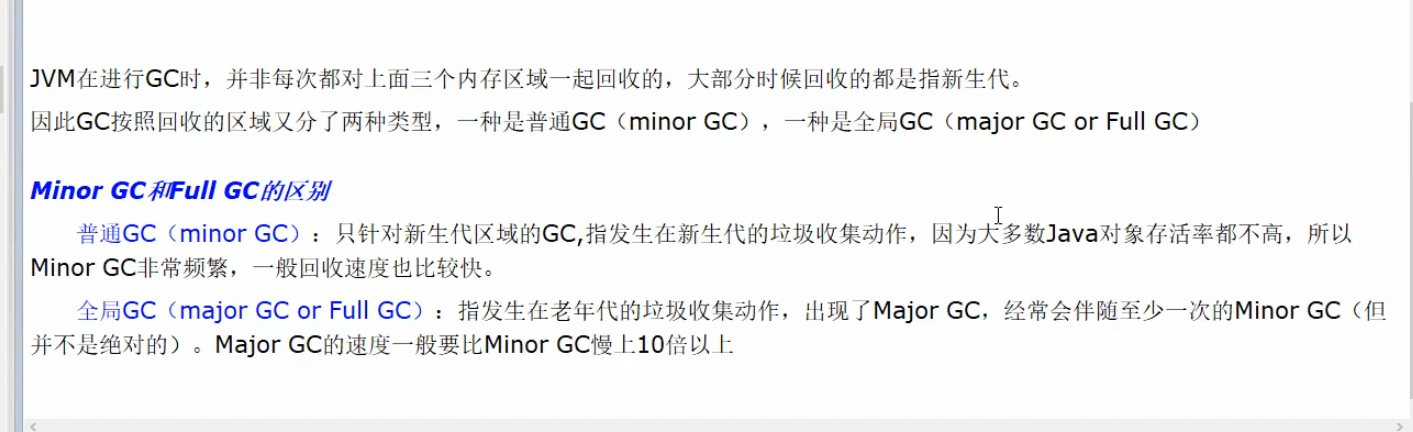 JVM在进行GC时，并非每次都对上面三个内存区域一起回收的，大部分时候回收的都是指新生代。
因此GC按照回收的区域又分了两种类型，一种是普通GC（minor GC），一种是全局GC（major GC or Full GC）
Minor GC和Full GC的区别
普通GC（minor GC）：只针对新生代区域的GC,指发生在新生代的垃圾收集动作，因为大多数Java对象存活率都不高，所以
Minor GC非常频繁，一般回收速度也比较快。
全局GC（major GC or Full GC）：指发生在老年代的垃圾收集动作，出现了Major GC，经常会伴随至少一次的Minor GC（但
并不是绝对的）。Major GC的速度一般要比Minor GC慢上10倍以上